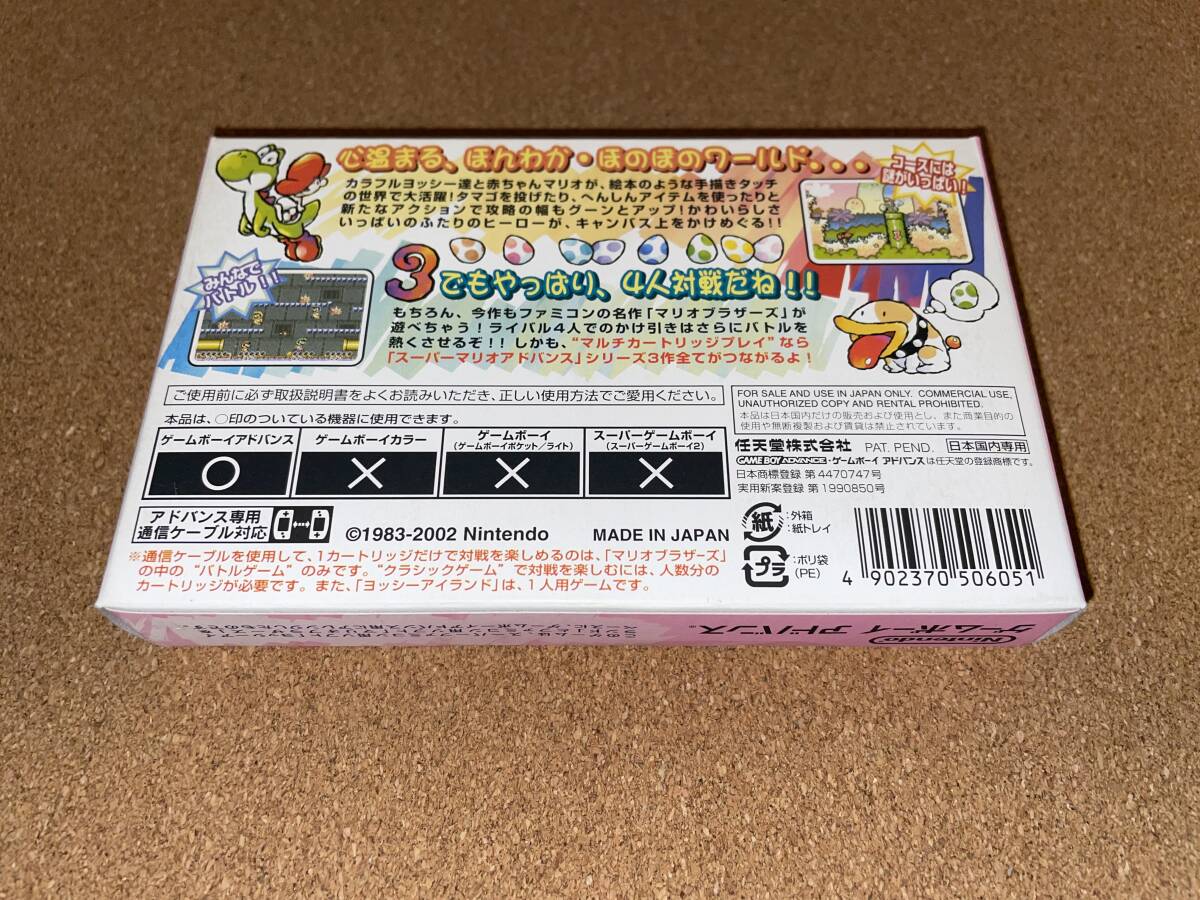 心温まる、ほんわか・ほのぼのワールド...
カラフルヨッシー達と赤ちゃんマリオが、絵本のような手描きタッチ
の世界で大活躍!タマゴを投げたり、へんしんアイテムを使ったりと
新たなアクションで攻略の幅もグーンとアップ!かわいらしさ
いっぱいのふたりのヒーローが、キャンバス上をかけめぐる!!
コースには
謎がいっぱい!
みんなで
バトル!!
3でもやっぱり、4人対戦だね!!
もちろん、今作もファミコンの名作「マリオブラザーズ」が
遊べちゃう!ライバル4人でのかけ引きはさらにバトルを
熱くさせるぞ!!しかも、“マルチカートリッジプレイ”なら
「スーパーマリオアドバンス」シリーズ3作全てがつながるよ!
ご使用前に必ず取扱説明書をよくお読みいただき、正しい使用方法でご愛用ください。
本品は、○印のついている機器に使用できます。
ゲームボーイアドバンス
○
ゲームボーイカラー
×
ゲームボーイ
(ゲームボーイポケット/ライト)
×
スーパーゲームボーイ
(スーパーゲームボーイ2)
×
アドバンス専用
通信ケーブル対応
©1983-2002 Nintendo
MADE IN JAPAN
※通信ケーブルを使用して、1カートリッジだけで対戦を楽しめるのは、「マリオブラザーズ」
の中の“バトルゲーム”のみです。“クラシックゲーム”で対戦を楽しむには、人数分の
カートリッジが必要です。また、「ヨッシーアイランド」は、1人用ゲームです。
FOR SALE AND USE IN JAPAN ONLY. COMMERCIAL USE,
UNAUTHORIZED COPY AND RENTAL PROHIBITED.
本品は日本国内だけの販売および使用とし、また商業目的の
使用や無断複製および賃貸は禁止されています。
任天堂株式会社 PAT. PEND. 日本国内専用
GAME BOY ADVANCE・ゲームボーイ アドバンスは任天堂の登録商標です。
日本商標登録 第4470747号
実用新案登録 第1990850号
紙 :外箱
:紙トレイ
プラ :ポリ袋
(PE)
4 902370 506051
Nintendo
ゲームボーイ アドバンス